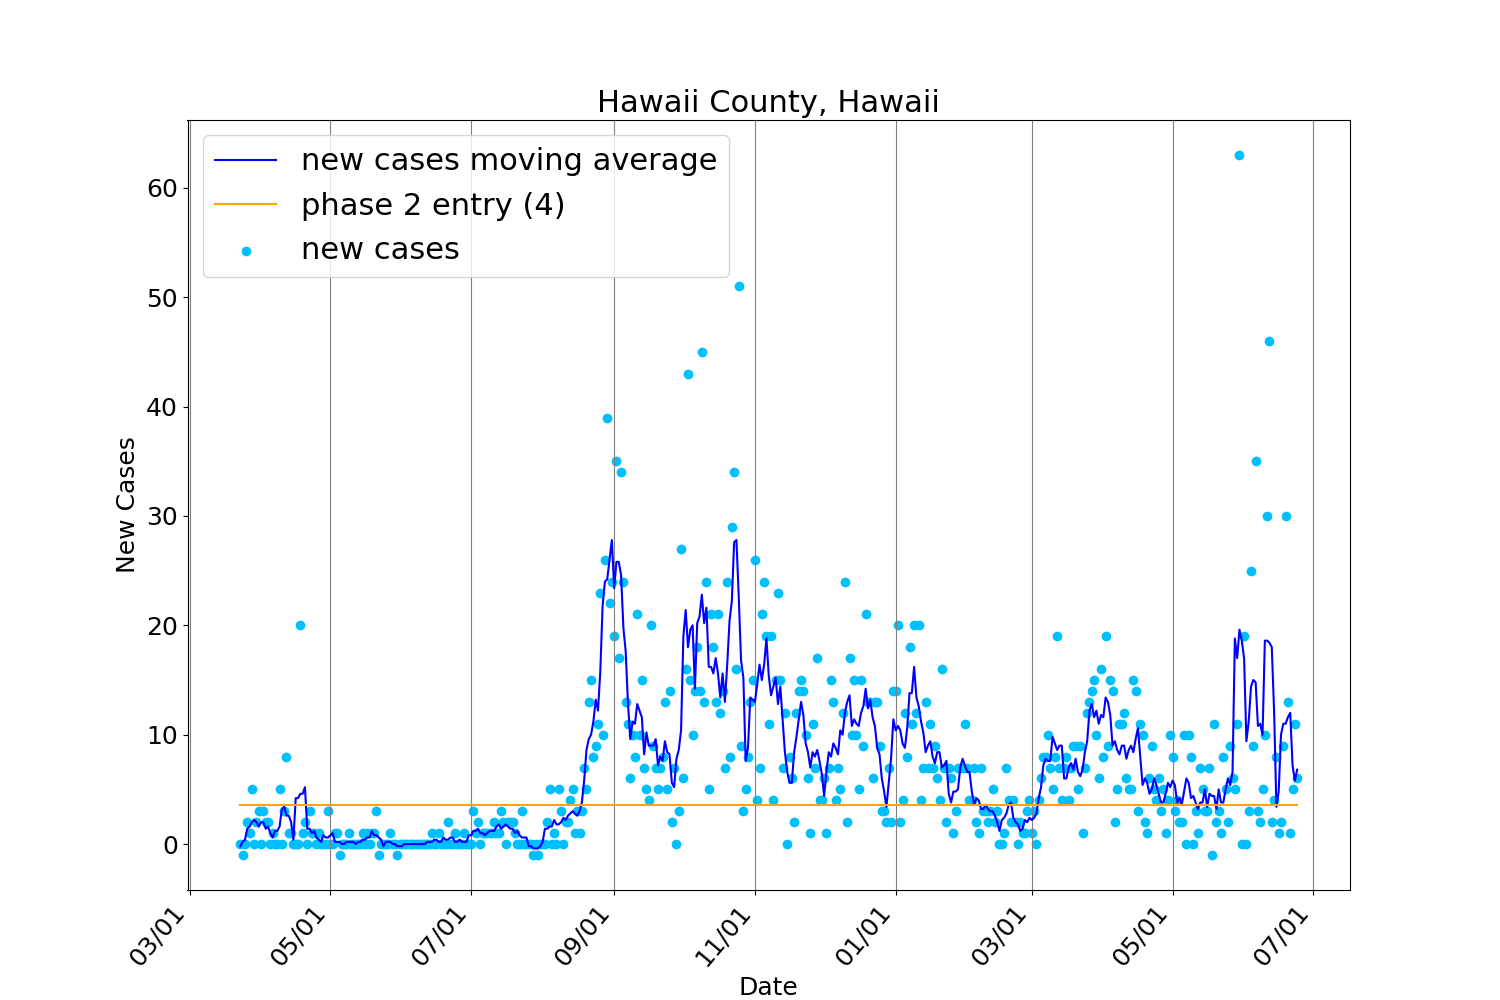 Hawaii County, Hawaii
new cases moving average
phase 2 entry (4)
new cases
New Cases
60
50
40
30
20
10
0
03/01
05/01
07/01
09/01
11/01
01/01
03/01
05/01
07/01
Date